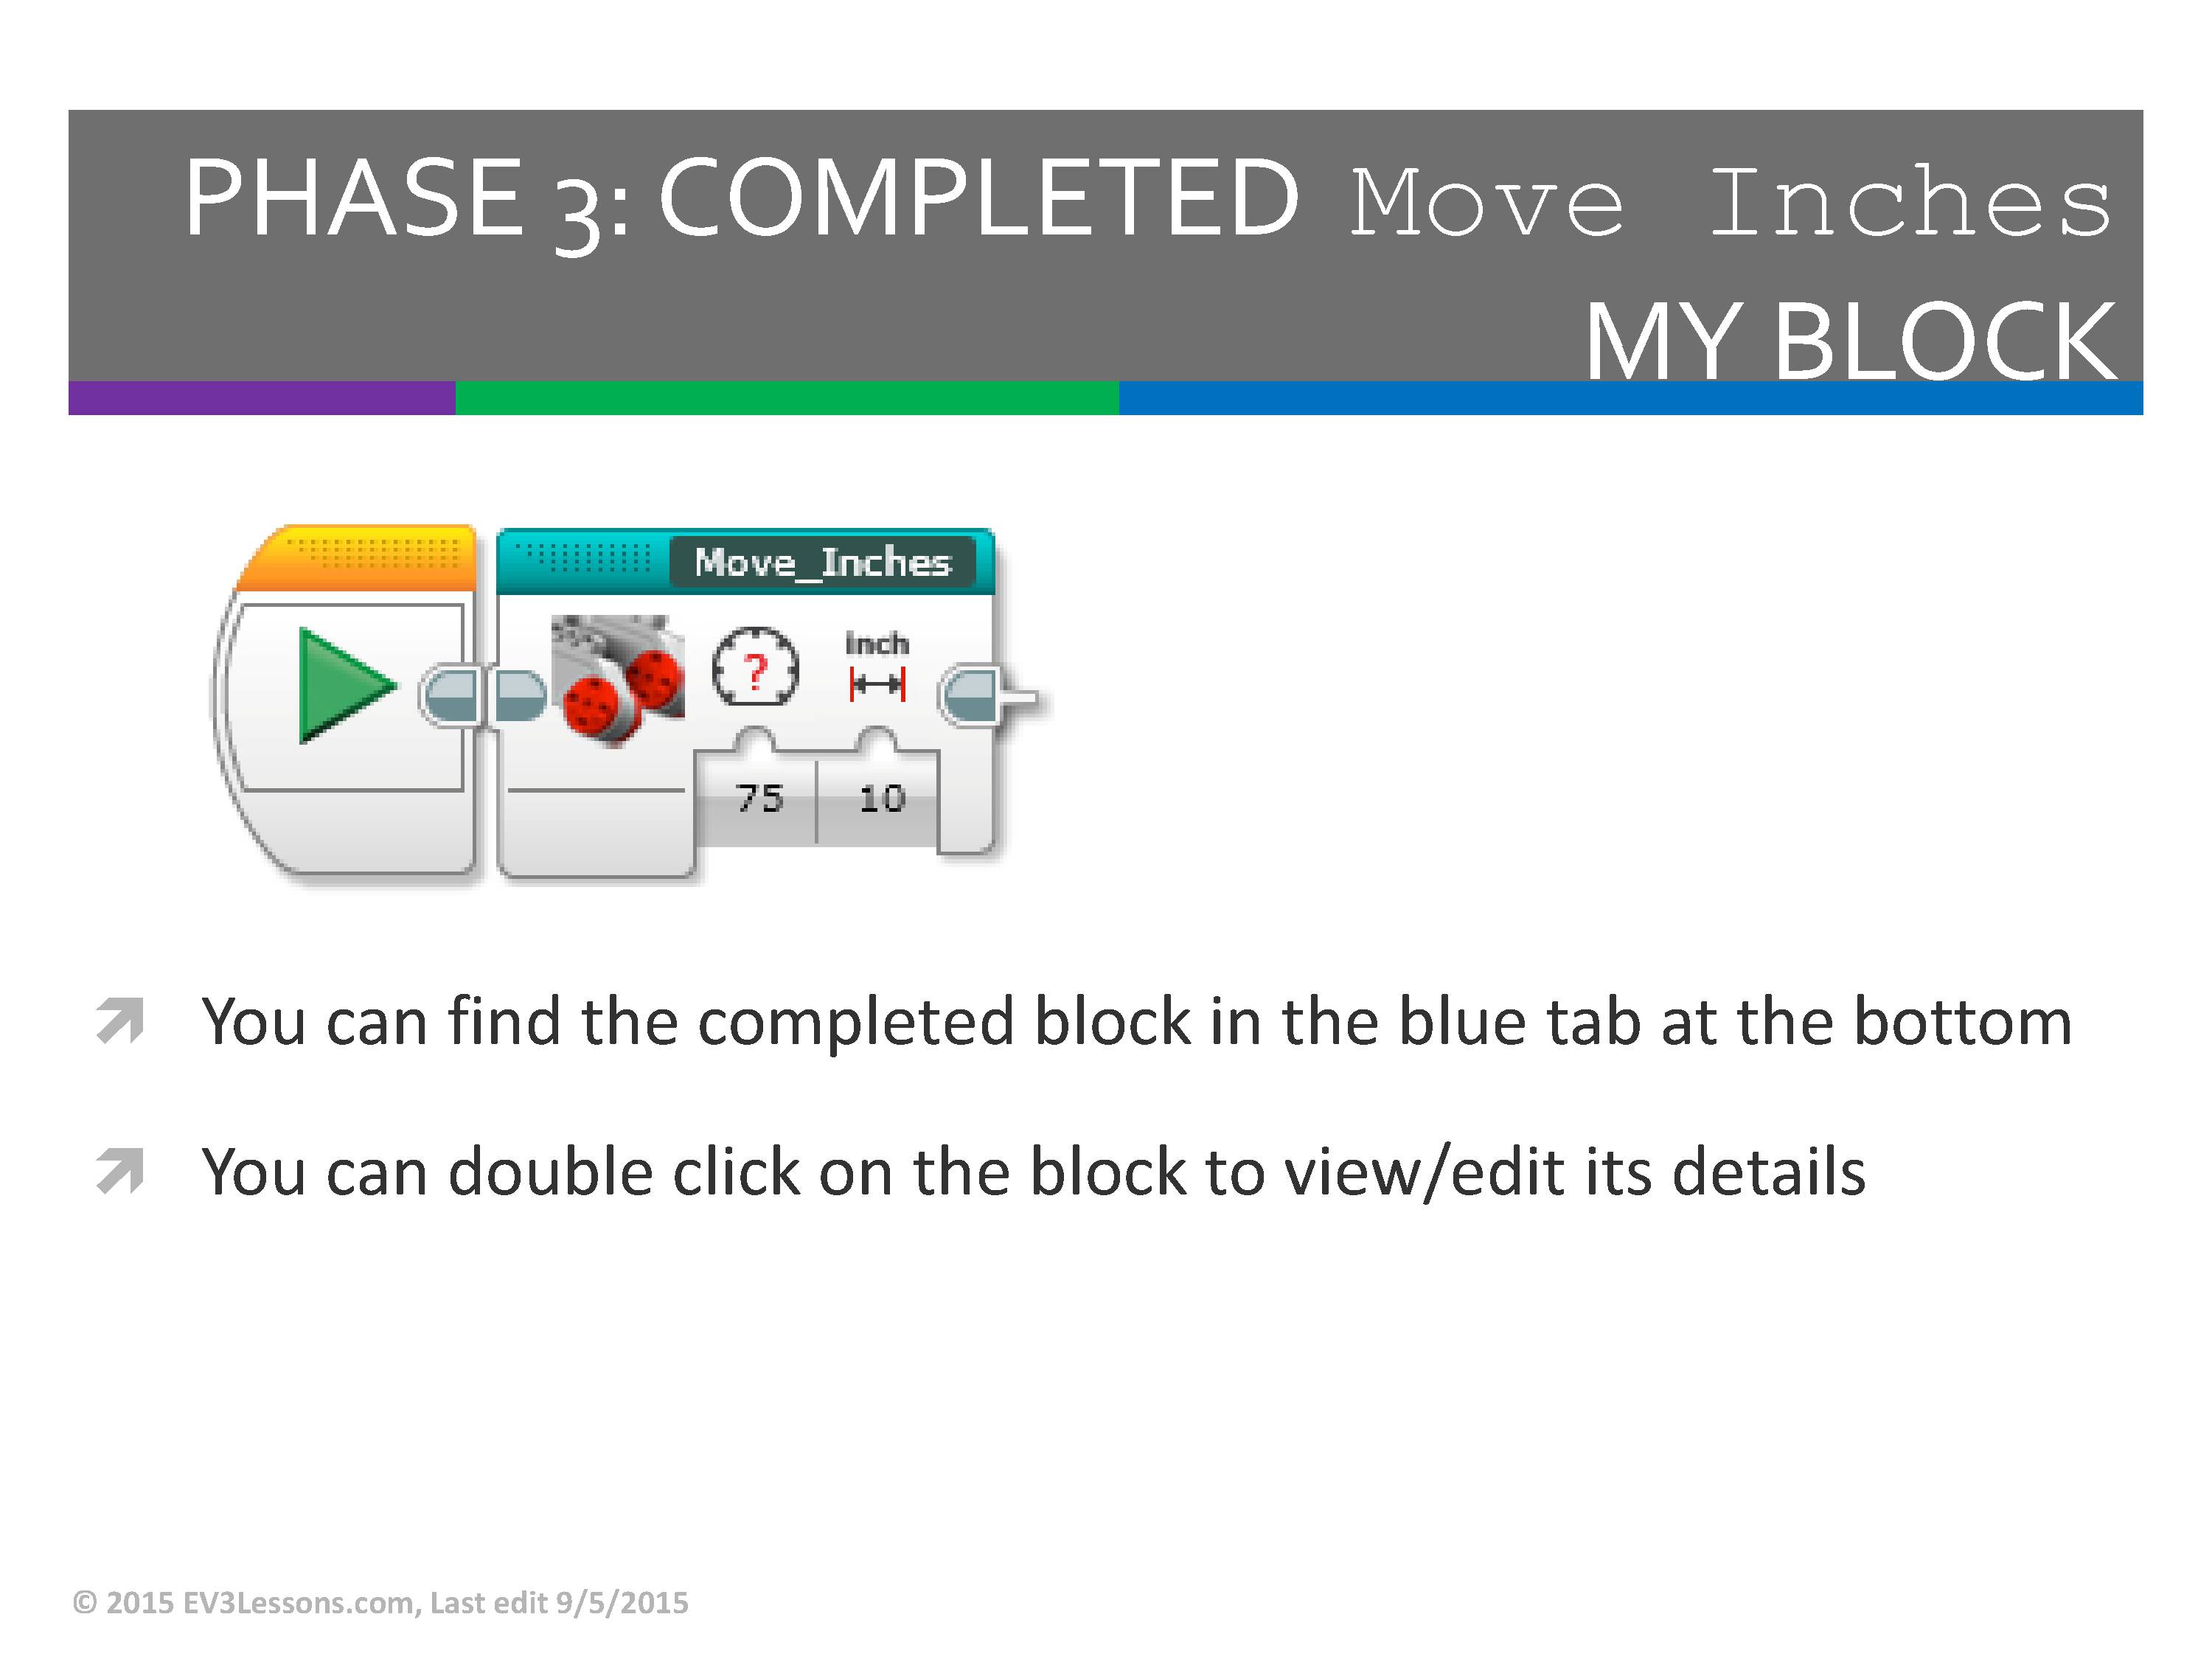 PHASE 3: COMPLETED Move Inches
MY BLOCK
Move_Inches
?
inch
75
10
You can find the completed block in the blue tab at the bottom
You can double click on the block to view/edit its details
© 2015 EV3Lessons.com, Last edit 9/5/2015